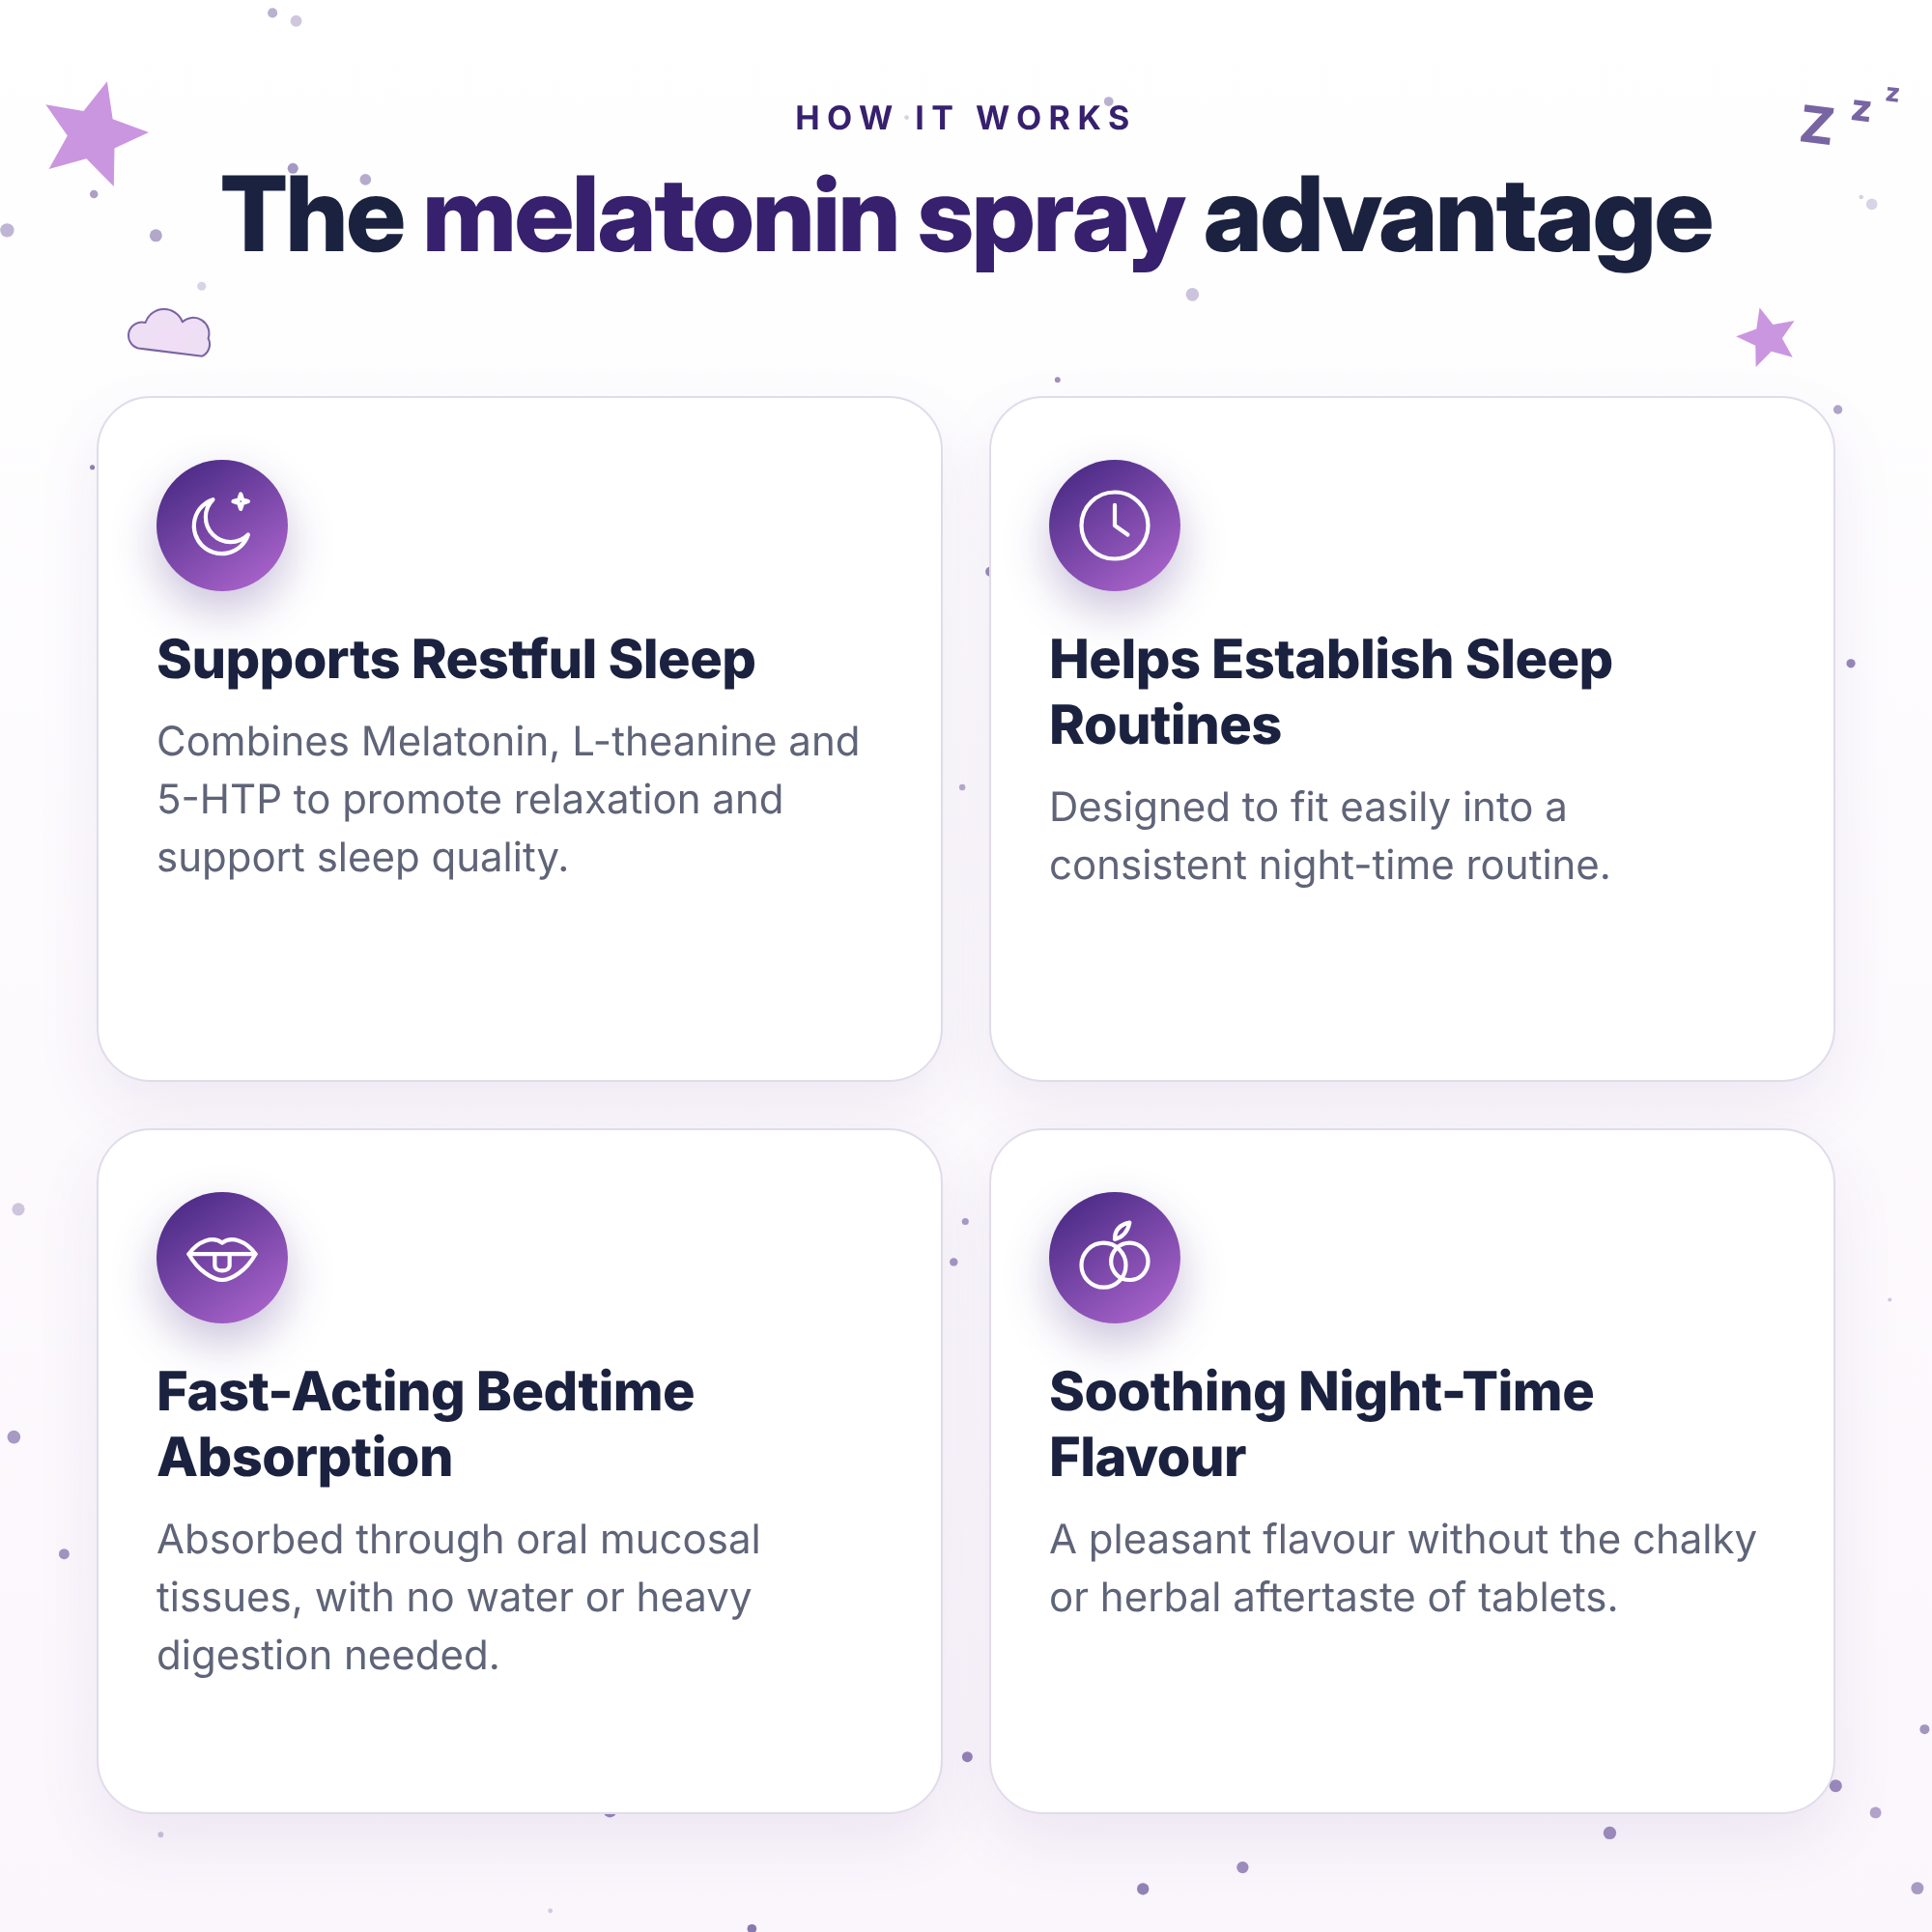 HOW IT WORKS
z z z
The melatonin spray advantage
Supports Restful Sleep
Combines Melatonin, L-theanine and
5-HTP to promote relaxation and
support sleep quality.
Helps Establish Sleep
Routines
Designed to fit easily into a
consistent night-time routine.
Fast-Acting Bedtime
Absorption
Absorbed through oral mucosal
tissues, with no water or heavy
digestion needed.
Soothing Night-Time
Flavour
A pleasant flavour without the chalky
or herbal aftertaste of tablets.